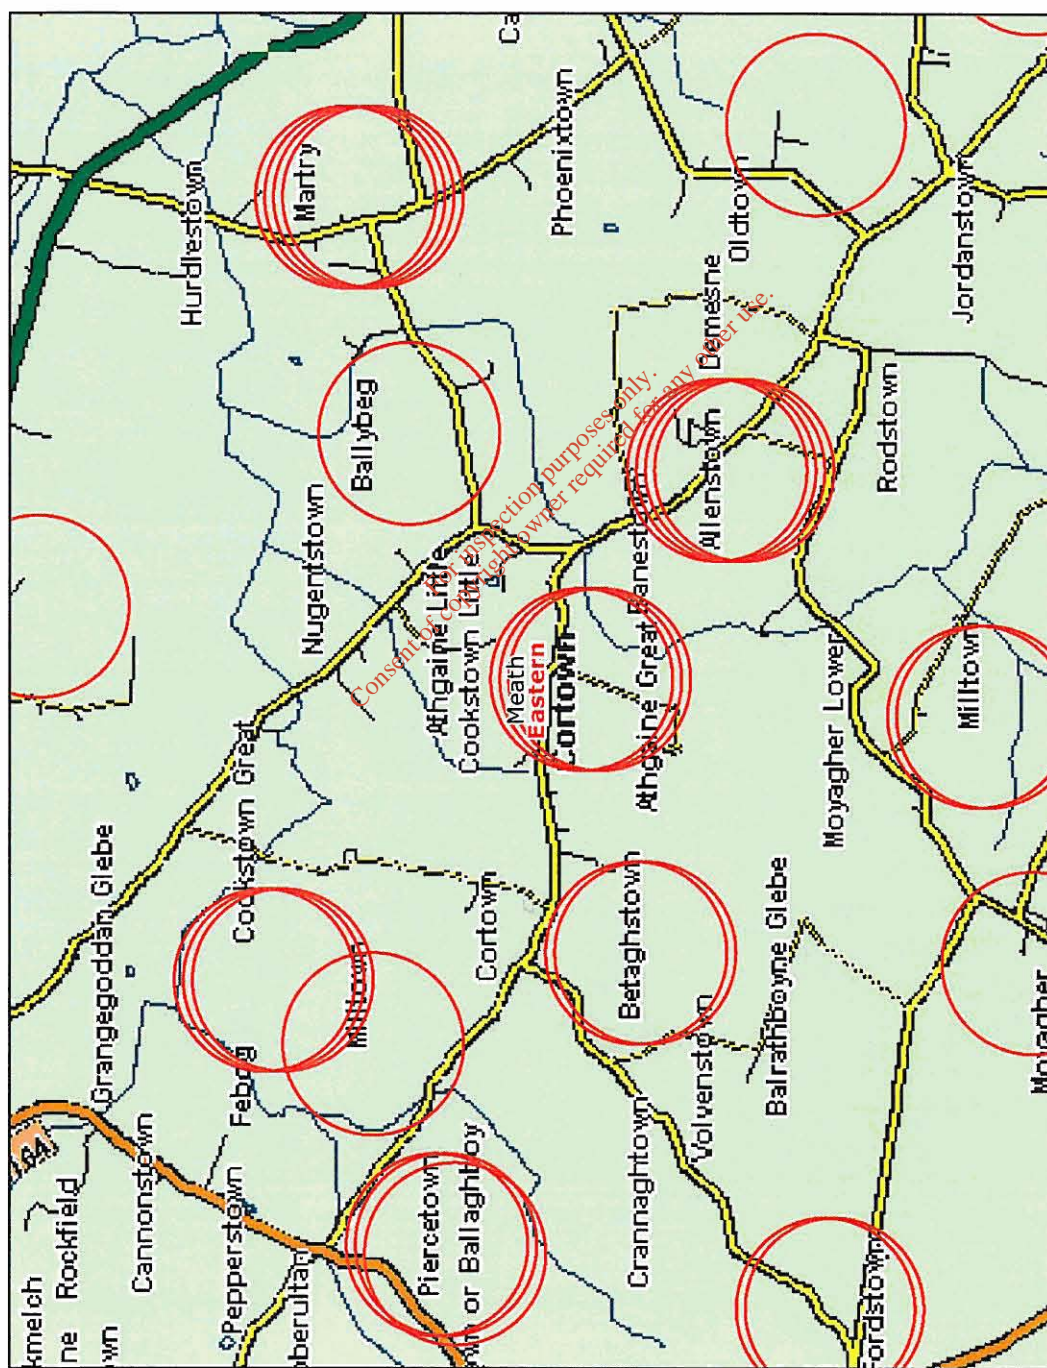 Hurdlestown
Martry
Phoenixtown
Oldtown
Jordanstown
Ballybeg
Demesne
Allenstown
Rodstown
Nugentstown
Athgaine Little
Cookstown Little
Meath
Eastern
Cortown
Athgaine Great
Banestown
Moyagher Lower
Milltown
Cookstown Great
Grangegoddan Glebe
Milltown
Cortown
Betaghstown
Balrathboyne Glebe
Volvenstown
Moyagher
Febog
Cannonstown
Rockfield
Pepperstown
Piercetown
or Ballaghboy
Crannaghtown
Fordstown
For inspection purposes only.
Consent of copyright owner required for any other use.